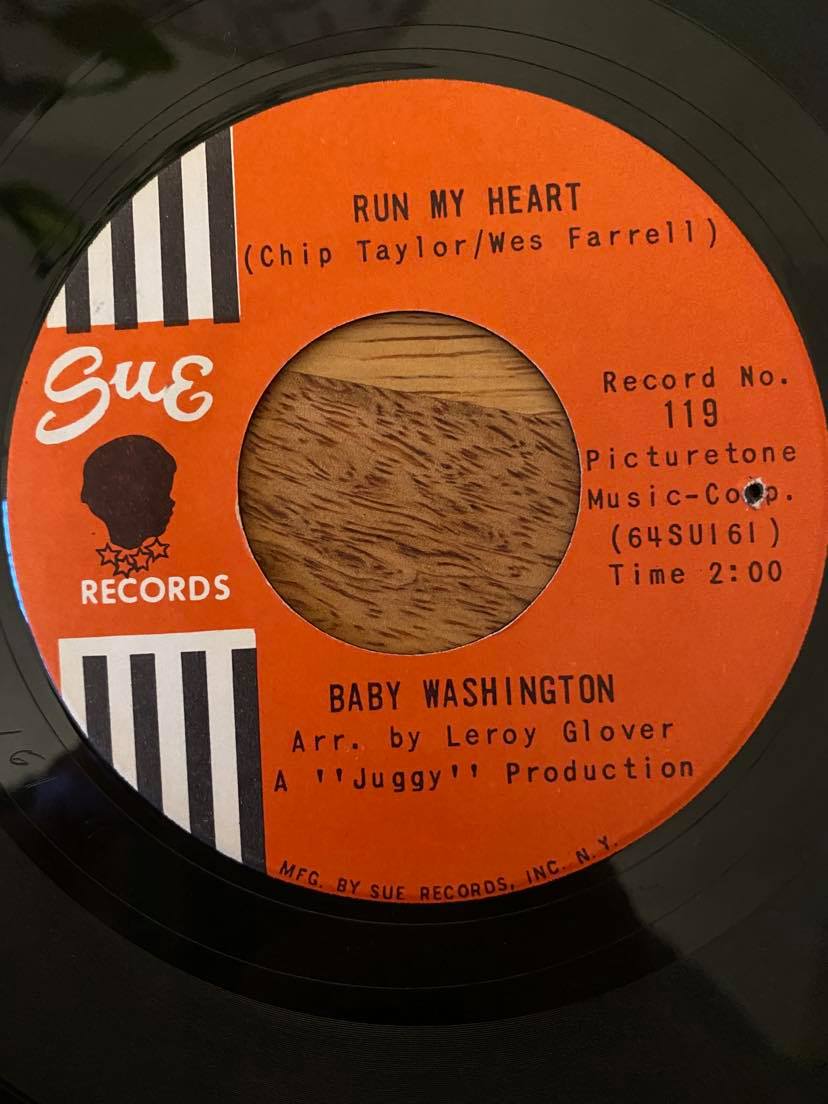 RUN MY HEART
(Chip Taylor/Wes Farrell)
Sue
RECORDS
Record No.
119
Picturetone
Music-Corp.
(64SU161)
Time 2:00
BABY WASHINGTON
Arr. by Leroy Glover
A ''Juggy'' Production
MFG. BY SUE RECORDS, INC. N.Y.